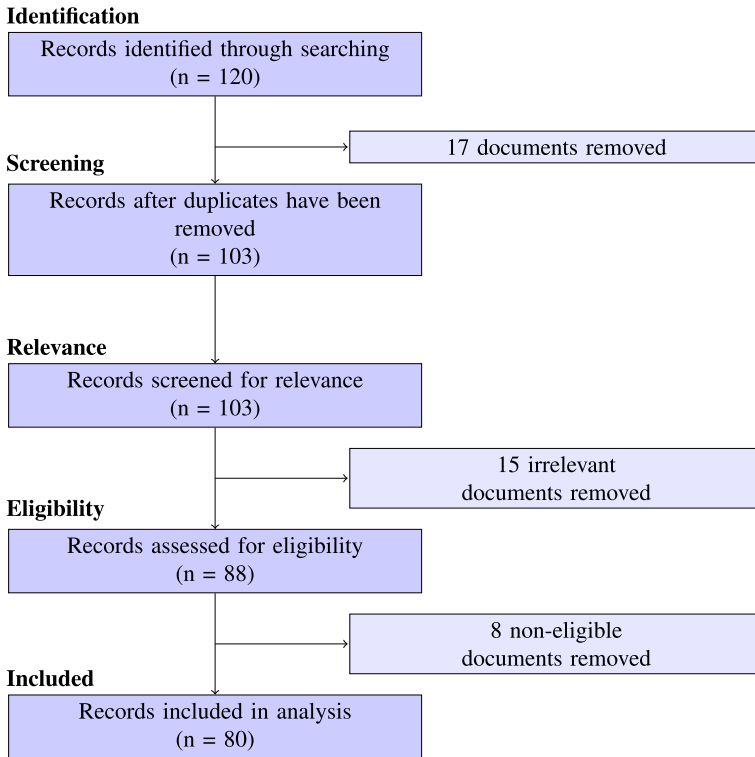 Identification
Records identified through searching
(n = 120)
17 documents removed
Screening
Records after duplicates have been
removed
(n = 103)
Relevance
Records screened for relevance
(n = 103)
15 irrelevant
documents removed
Eligibility
Records assessed for eligibility
(n = 88)
8 non-eligible
documents removed
Included
Records included in analysis
(n = 80)